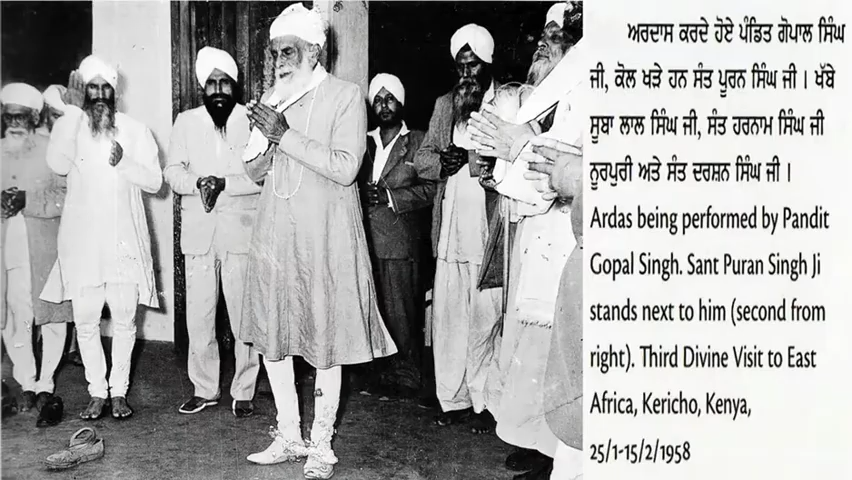 ਅਰਦਾਸ ਕਰਦੇ ਹੋਏ ਪੰਡਿਤ ਗੋਪਾਲ ਸਿੰਘ
ਜੀ, ਕੋਲ ਖੜੇ ਹਨ ਸੰਤ ਪੂਰਨ ਸਿੰਘ ਜੀ । ਖੱਬੇ
ਸੂਬਾ ਲਾਲ ਸਿੰਘ ਜੀ, ਸੰਤ ਹਰਨਾਮ ਸਿੰਘ ਜੀ
ਨੂਰਪੁਰੀ ਅਤੇ ਸੰਤ ਦਰਸ਼ਨ ਸਿੰਘ ਜੀ ।
Ardas being performed by Pandit
Gopal Singh. Sant Puran Singh Ji
stands next to him (second from
right). Third Divine Visit to East
Africa, Kericho, Kenya,
25/1-15/2/1958